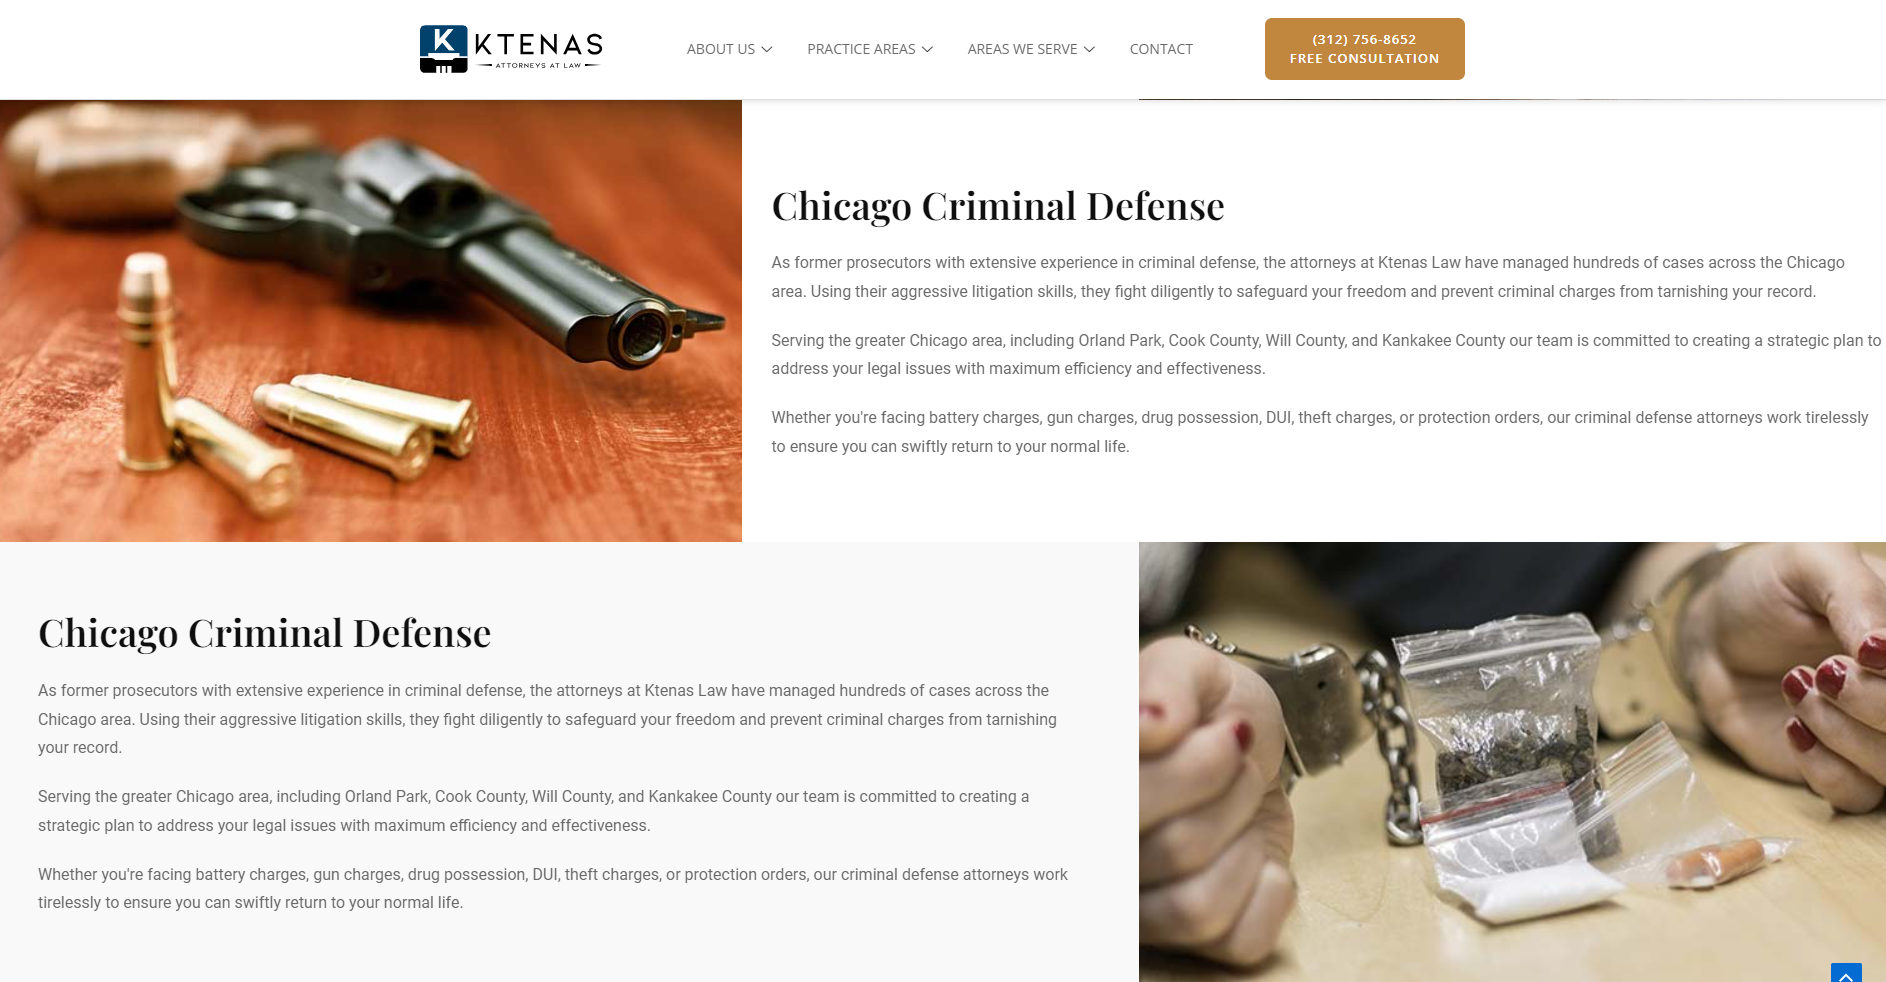 K KTENAS
ATTORNEYS AT LAW
ABOUT US
PRACTICE AREAS
AREAS WE SERVE
CONTACT
(312) 756-8652
FREE CONSULTATION
Chicago Criminal Defense
As former prosecutors with extensive experience in criminal defense, the attorneys at Ktenas Law have managed hundreds of cases across the Chicago
area. Using their aggressive litigation skills, they fight diligently to safeguard your freedom and prevent criminal charges from tarnishing your record.
Serving the greater Chicago area, including Orland Park, Cook County, Will County, and Kankakee County our team is committed to creating a strategic plan to
address your legal issues with maximum efficiency and effectiveness.
Whether you're facing battery charges, gun charges, drug possession, DUI, theft charges, or protection orders, our criminal defense attorneys work tirelessly
to ensure you can swiftly return to your normal life.
Chicago Criminal Defense
As former prosecutors with extensive experience in criminal defense, the attorneys at Ktenas Law have managed hundreds of cases across the
Chicago area. Using their aggressive litigation skills, they fight diligently to safeguard your freedom and prevent criminal charges from tarnishing
your record.
Serving the greater Chicago area, including Orland Park, Cook County, Will County, and Kankakee County our team is committed to creating a
strategic plan to address your legal issues with maximum efficiency and effectiveness.
Whether you're facing battery charges, gun charges, drug possession, DUI, theft charges, or protection orders, our criminal defense attorneys work
tirelessly to ensure you can swiftly return to your normal life.